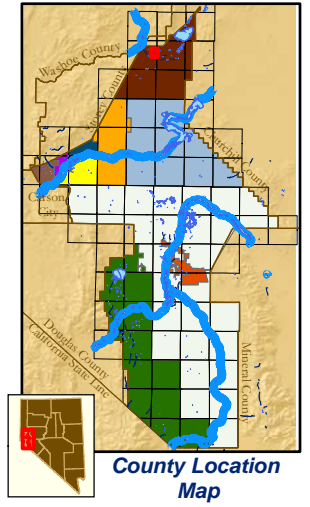 Washoe County
Storey County
Churchill County
Carson
City
Douglas County
California State Line
Mineral County
County Location
Map